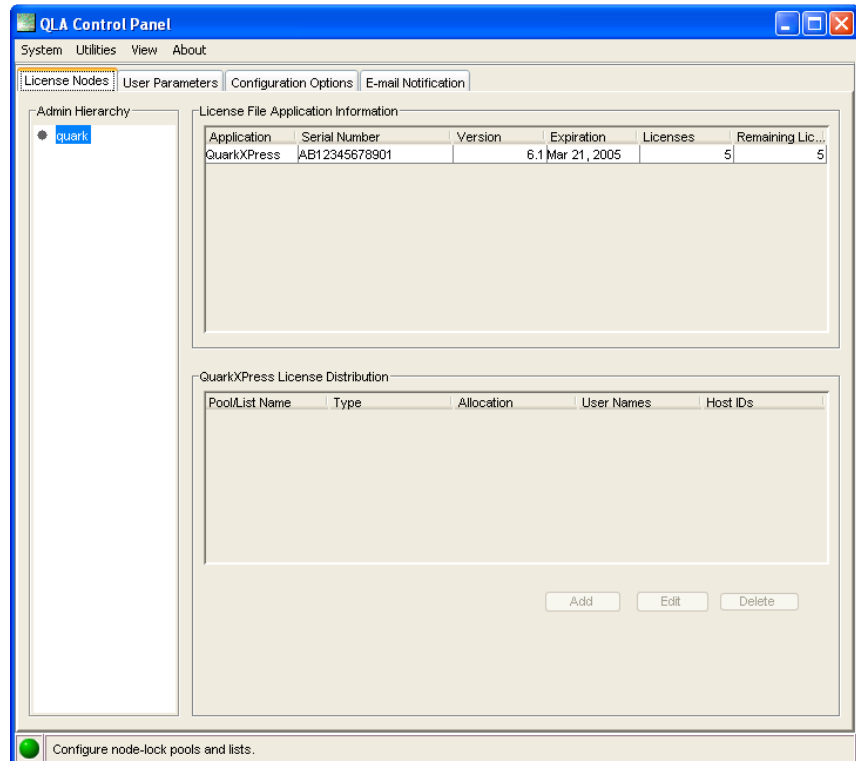 QLA Control Panel
System Utilities View About
License Nodes User Parameters Configuration Options E-mail Notification
Admin Hierarchy
quark
License File Application Information
Application Serial Number Version Expiration Licenses Remaining Lic...
QuarkXPress AB12345678901 6.1 Mar 21, 2005 5 5
QuarkXPress License Distribution
Pool/List Name Type Allocation User Names Host IDs
Add Edit Delete
Configure node-lock pools and lists.